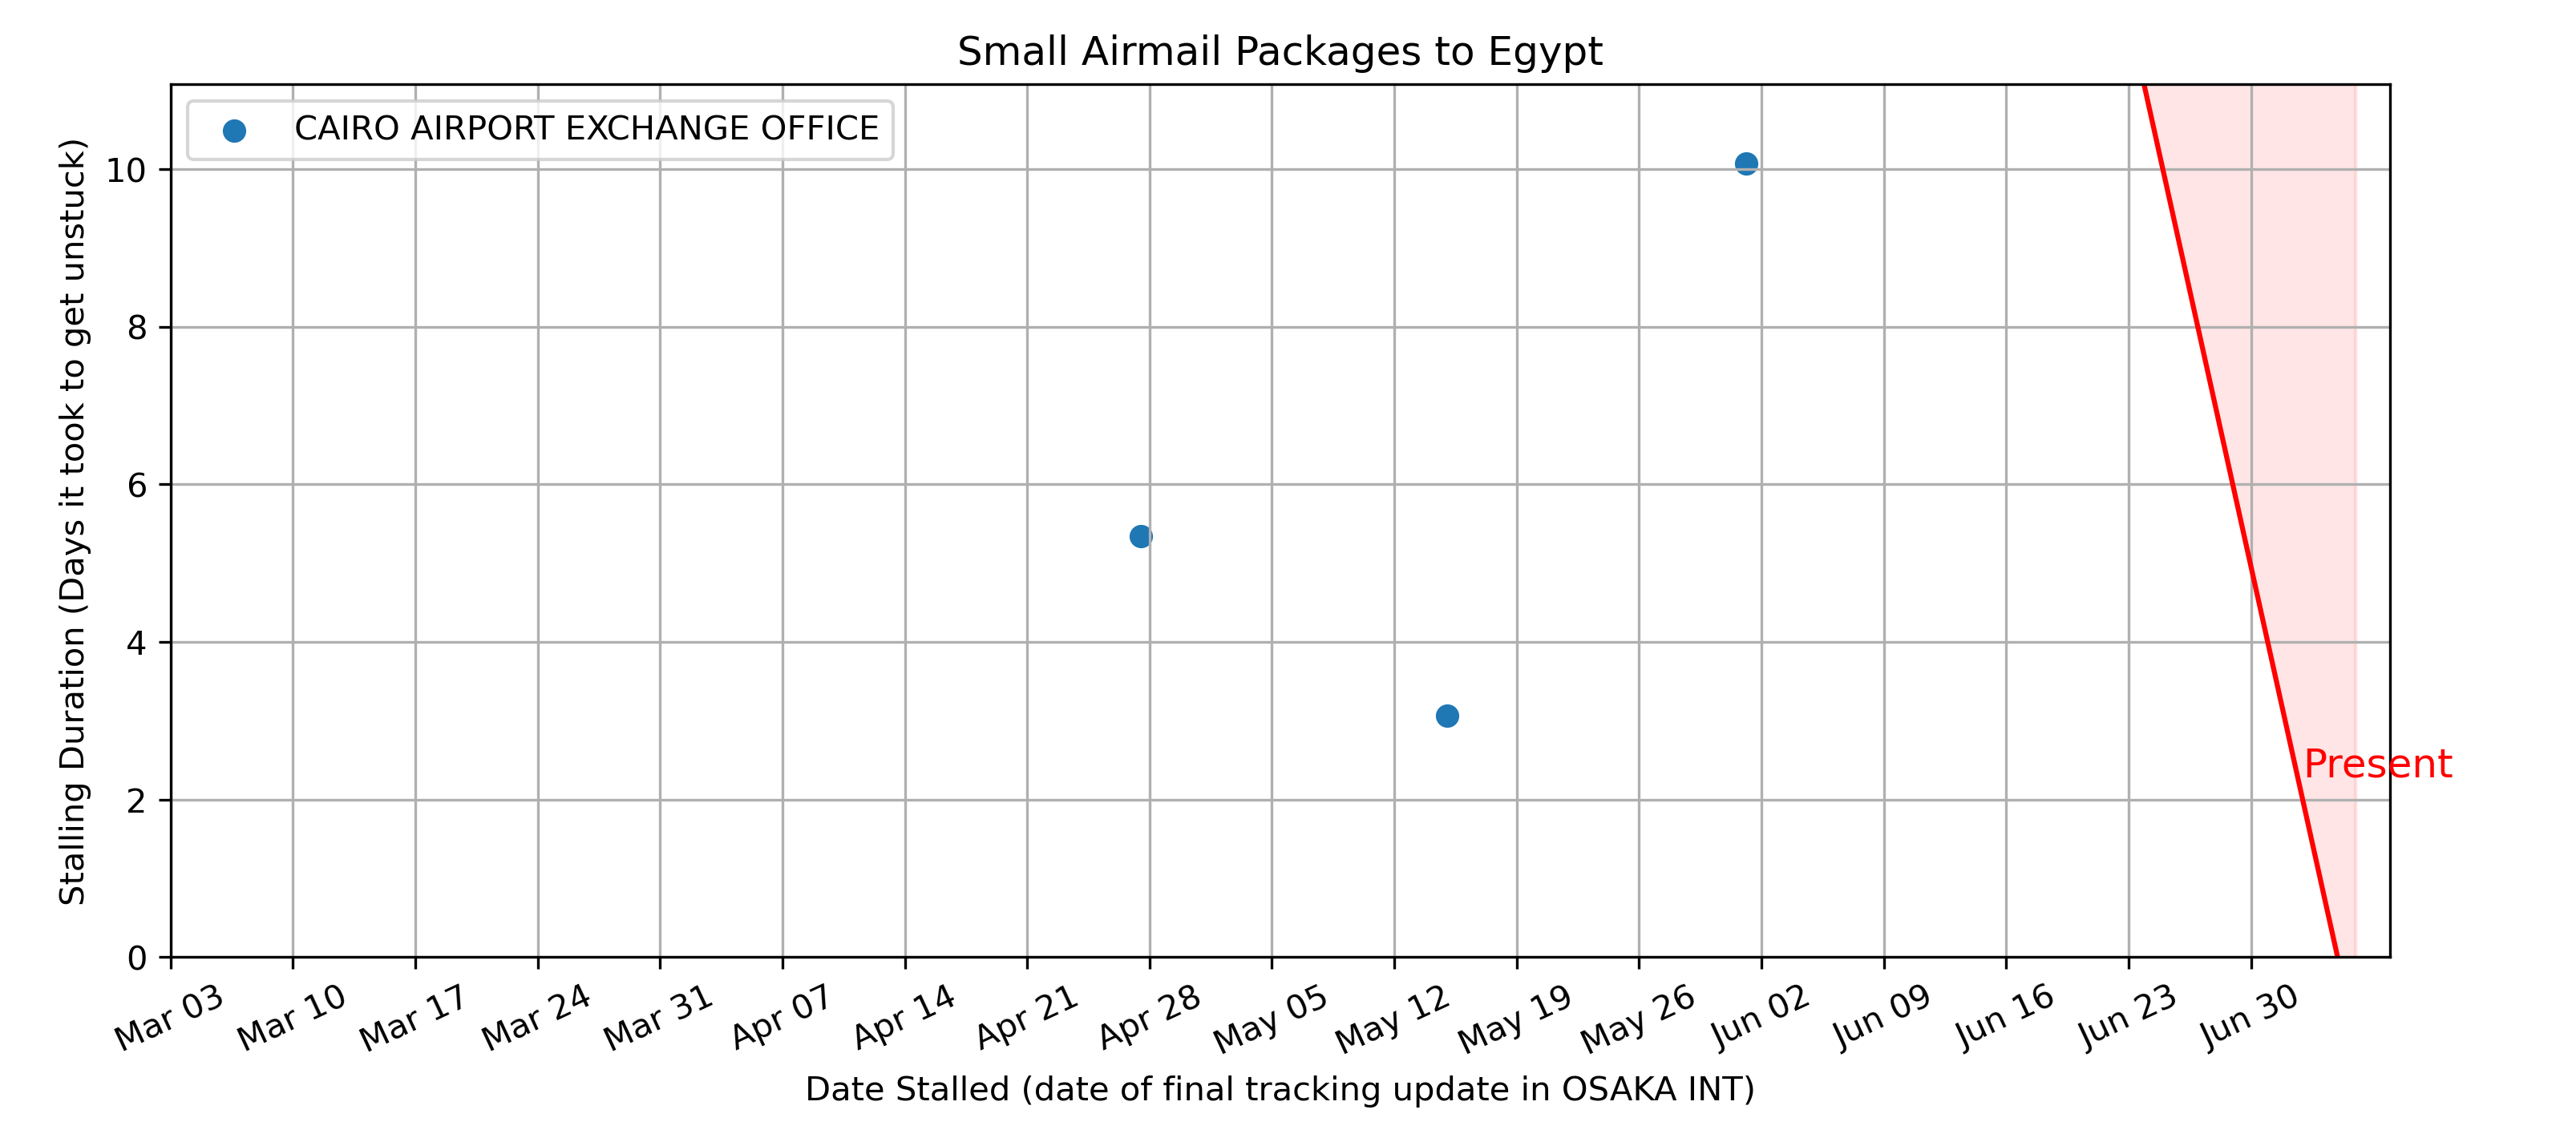 Small Airmail Packages to Egypt
CAIRO AIRPORT EXCHANGE OFFICE
Stalling Duration (Days it took to get unstuck)
10
8
6
4
2
0
Present
Mar 03 Mar 10 Mar 17 Mar 24 Mar 31 Apr 07 Apr 14 Apr 21 Apr 28 May 05 May 12 May 19 May 26 Jun 02 Jun 09 Jun 16 Jun 23 Jun 30
Date Stalled (date of final tracking update in OSAKA INT)